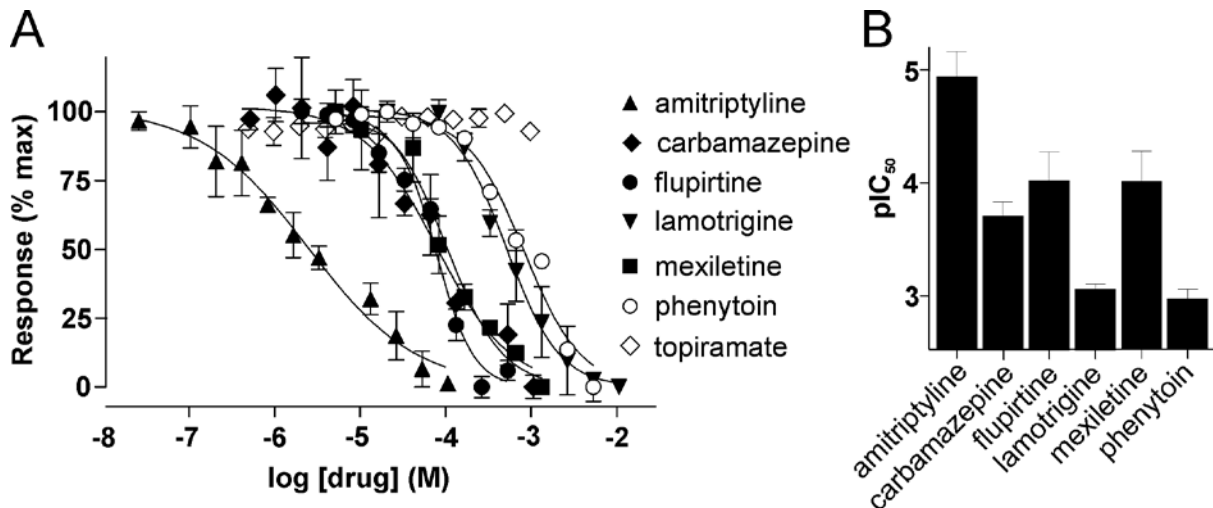 A
Response (% max)
100
75
50
25
0
-8
-7
-6
-5
-4
-3
-2
log [drug] (M)
amitriptyline
carbamazepine
flupirtine
lamotrigine
mexiletine
phenytoin
topiramate
B
pIC50
5
4
3
amitriptyline
carbamazepine
flupirtine
lamotrigine
mexiletine
phenytoin